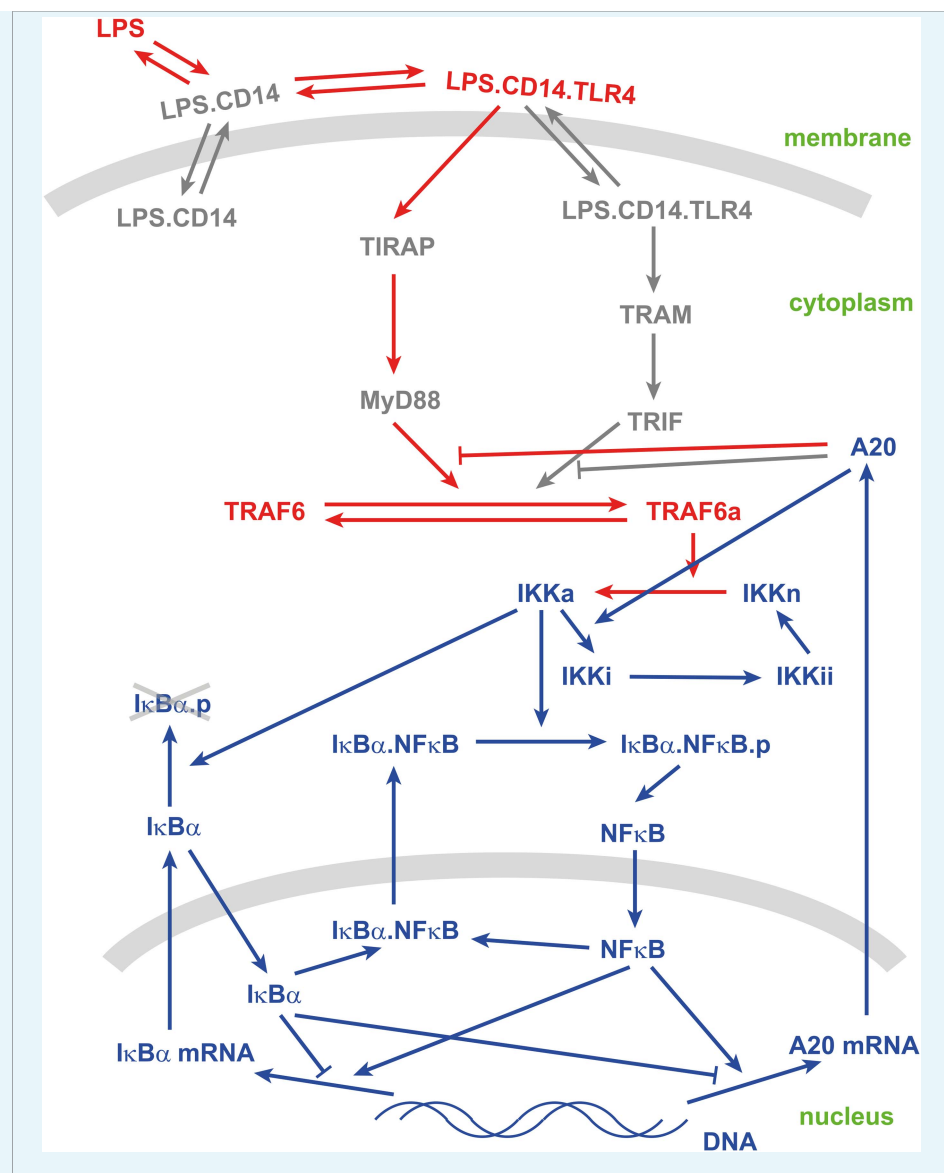 LPS
LPS.CD14
LPS.CD14.TLR4
membrane
LPS.CD14
LPS.CD14.TLR4
TIRAP
cytoplasm
TRAM
MyD88
TRIF
A20
TRAF6
TRAF6a
IKKa
IKKn
IKKi
IKKii
IκBα.p
IκBα.NFκB
IκBα.NFκB.p
IκBα
NFκB
IκBα.NFκB
NFκB
IκBα
IκBα mRNA
A20 mRNA
nucleus
DNA